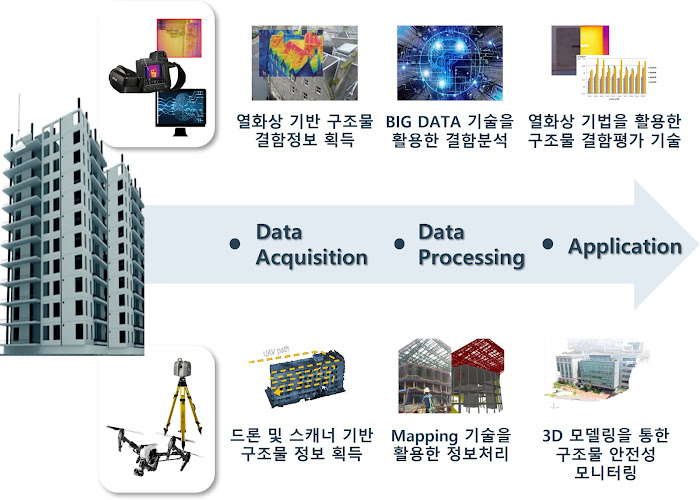 열화상 기반 구조물
결함정보 획득
BIG DATA 기술을
활용한 결함분석
열화상 기법을 활용한
구조물 결함평가 기술
• Data
Acquisition
• Data
Processing
• Application
UAV path
드론 및 스캐너 기반
구조물 정보 획득
Mapping 기술을
활용한 정보처리
3D 모델링을 통한
구조물 안전성
모니터링